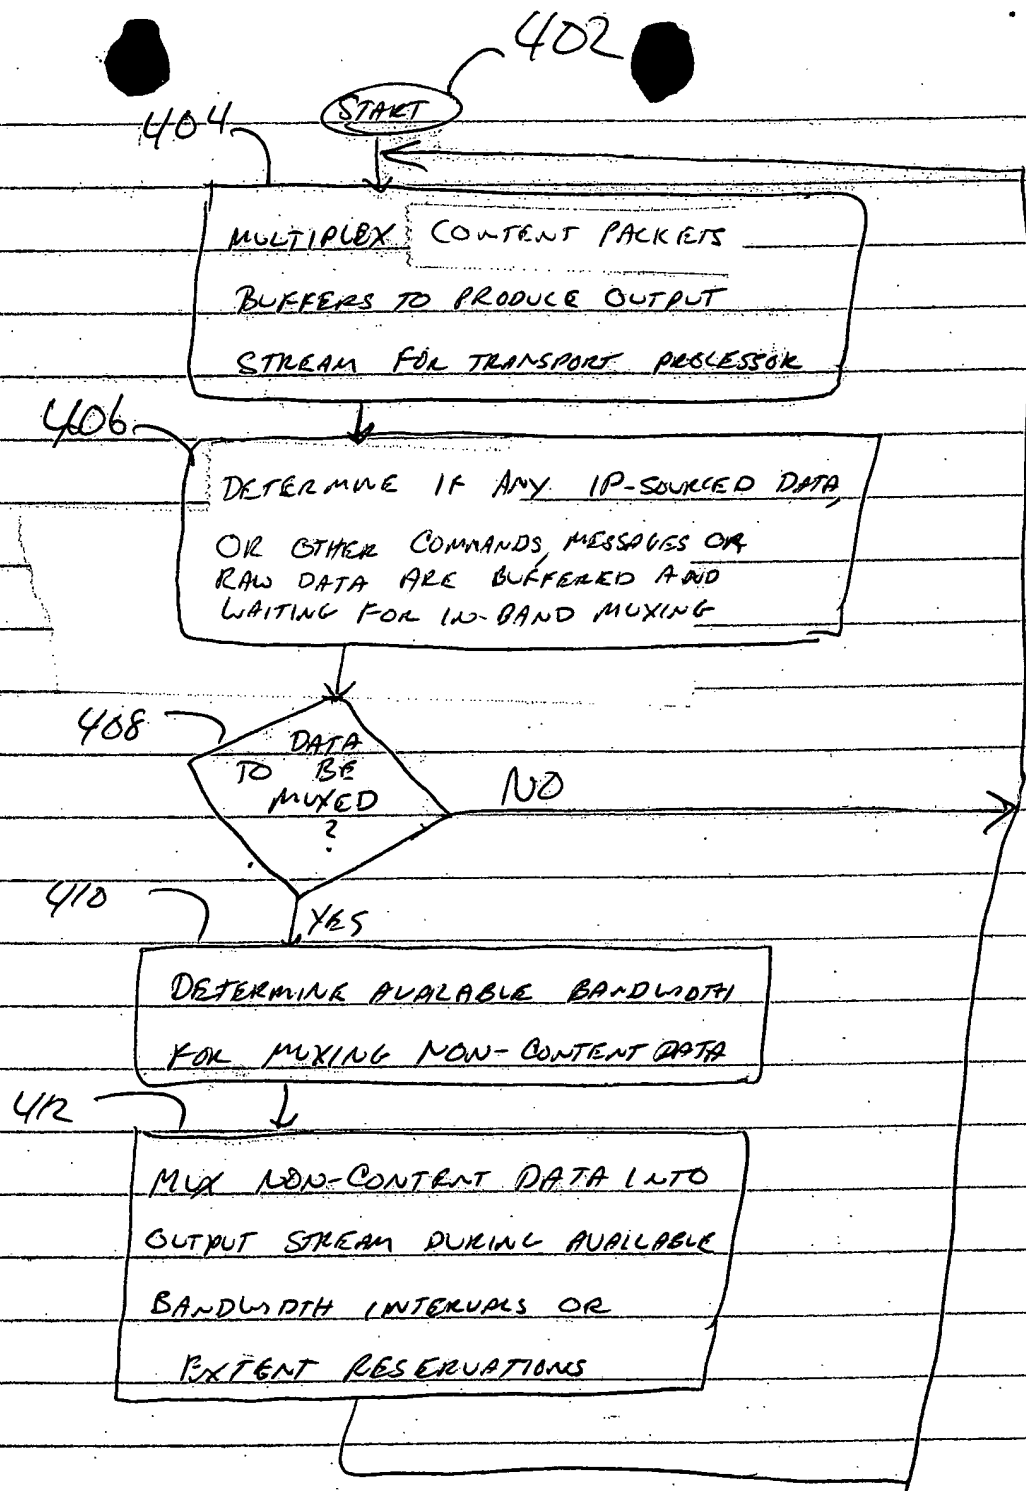 402
START
404
MULTIPLEX CONTENT PACKETS
BUFFERS TO PRODUCE OUTPUT
STREAM FOR TRANSPORT PROCESSOR
406
DETERMINE IF ANY IP-SOURCED DATA,
OR OTHER COMMANDS, MESSAGES OR
RAW DATA ARE BUFFERED AND
WAITING FOR IN-BAND MUXING
408
DATA
TO BE
MUXED
?
NO
410
YES
DETERMINE AVAILABLE BANDWIDTH
FOR MUXING NON-CONTENT DATA
412
MUX NON-CONTENT DATA INTO
OUTPUT STREAM DURING AVAILABLE
BANDWIDTH INTERVALS OR
EXTENT RESERVATIONS